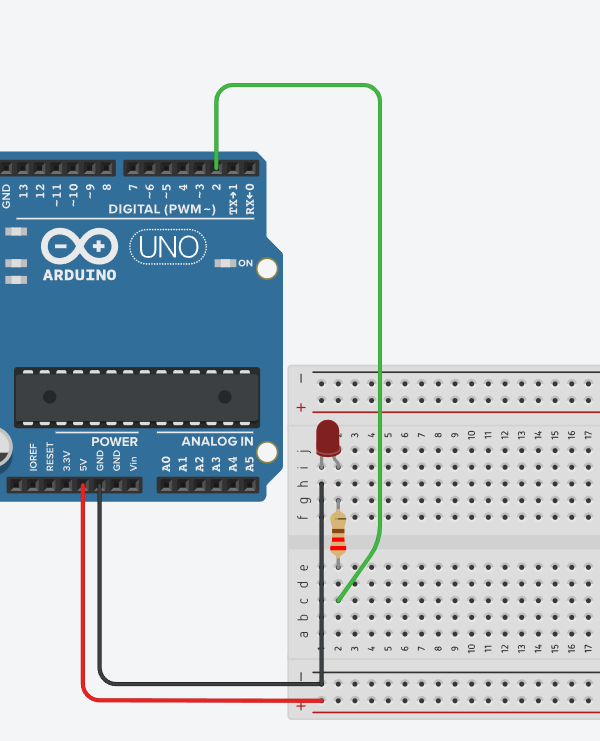 GND 13 12 ~11 ~10 ~9 8 7 ~6 ~5 4 ~3 2 TX→1 RX←0
DIGITAL (PWM~)
UNO
ON
ARDUINO
POWER
ANALOG IN
IOREF RESET 3.3V 5V GND GND Vin A0 A1 A2 A3 A4 A5
−
+
2 3 4 5 6 7 8 9 10 11 12 13 14 15 16 17
j
i
h
g
f
e
d
c
b
a
2 3 4 5 6 7 8 9 10 11 12 13 14 15 16 17
−
+